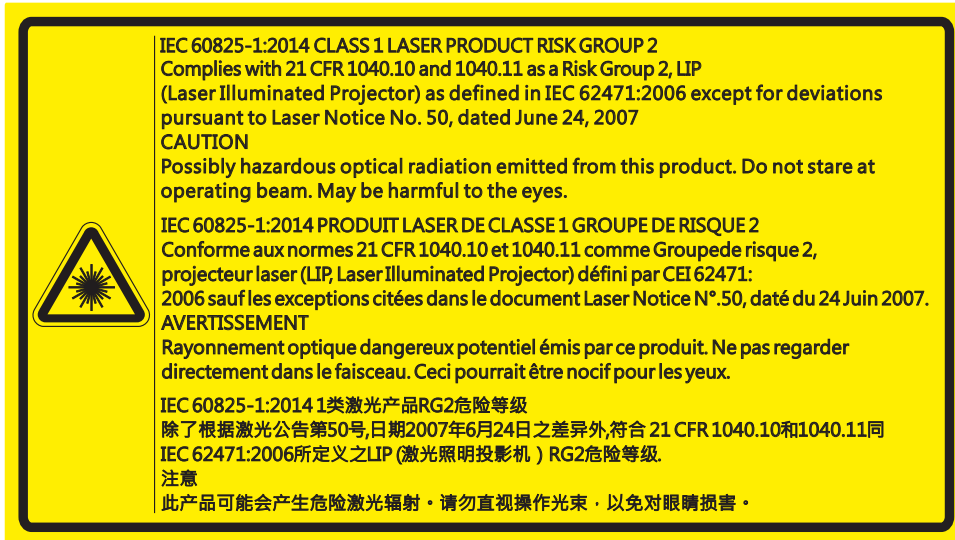 IEC 60825-1:2014 CLASS 1 LASER PRODUCT RISK GROUP 2
Complies with 21 CFR 1040.10 and 1040.11 as a Risk Group 2, LIP
(Laser Illuminated Projector) as defined in IEC 62471:2006 except for deviations
pursuant to Laser Notice No. 50, dated June 24, 2007
CAUTION
Possibly hazardous optical radiation emitted from this product. Do not stare at
operating beam. May be harmful to the eyes.
IEC 60825-1:2014 PRODUIT LASER DE CLASSE 1 GROUPE DE RISQUE 2
Conforme aux normes 21 CFR 1040.10 et 1040.11 comme Groupede risque 2,
projecteur laser (LIP, Laser Illuminated Projector) défini par CEI 62471:
2006 sauf les exceptions citées dans le document Laser Notice N°.50, daté du 24 Juin 2007.
AVERTISSEMENT
Rayonnement optique dangereux potentiel émis par ce produit. Ne pas regarder
directement dans le faisceau. Ceci pourrait être nocif pour les yeux.
IEC 60825-1:2014 1类激光产品RG2危险等级
除了根据激光公告第50号,日期2007年6月24日之差异外,符合 21 CFR 1040.10和1040.11同
IEC 62471:2006所定义之LIP (激光照明投影机 ) RG2危险等级.
注意
此产品可能会产生危险激光辐射。请勿直视操作光束，以免对眼睛损害。